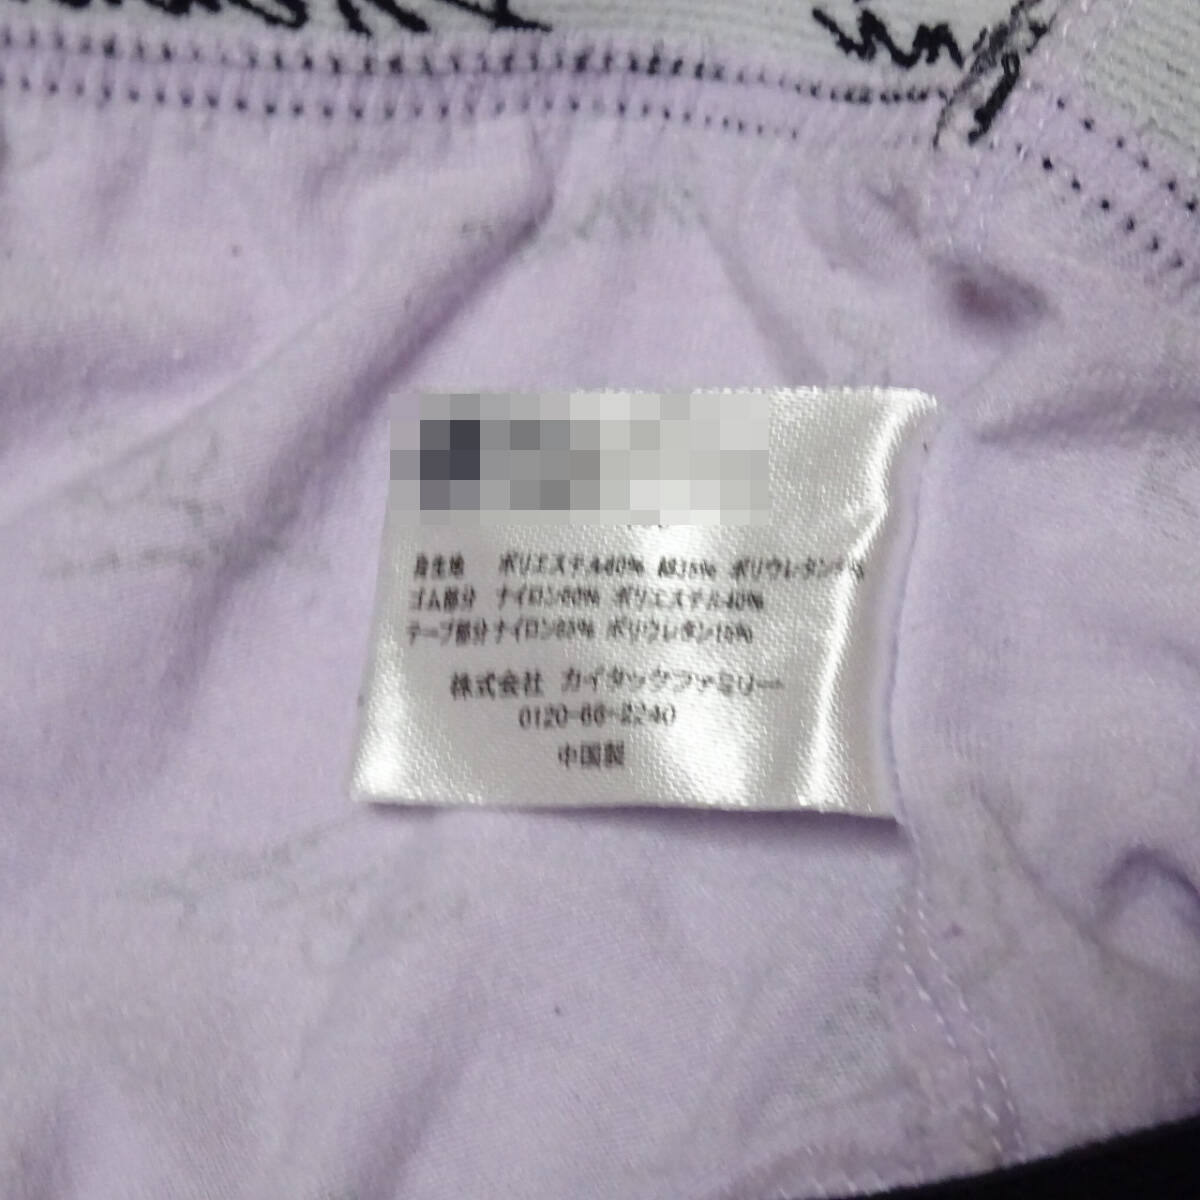 身生地 ポリエステル60% 綿35% ポリウレタン5%
ゴム部分 ナイロン60% ポリエステル40%
テープ部分 ナイロン85% ポリウレタン15%
株式会社 カイタックファミリー
0120-66-2240
中国製